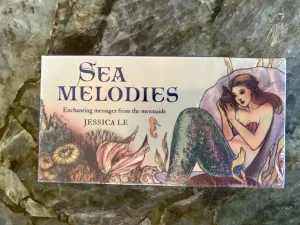 SEA
MELODIES
Enchanting messages from the mermaids
JESSICA LE